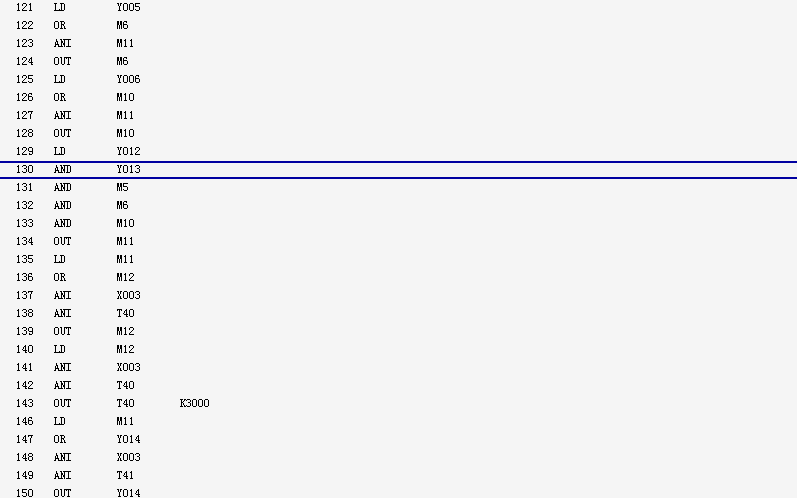 121 LD Y005
122 OR M6
123 ANI M11
124 OUT M6
125 LD Y006
126 OR M10
127 ANI M11
128 OUT M10
129 LD Y012
130 AND Y013
131 AND M5
132 AND M6
133 AND M10
134 OUT M11
135 LD M11
136 OR M12
137 ANI X003
138 ANI T40
139 OUT M12
140 LD M12
141 ANI X003
142 ANI T40
143 OUT T40 K3000
146 LD M11
147 OR Y014
148 ANI X003
149 ANI T41
150 OUT Y014